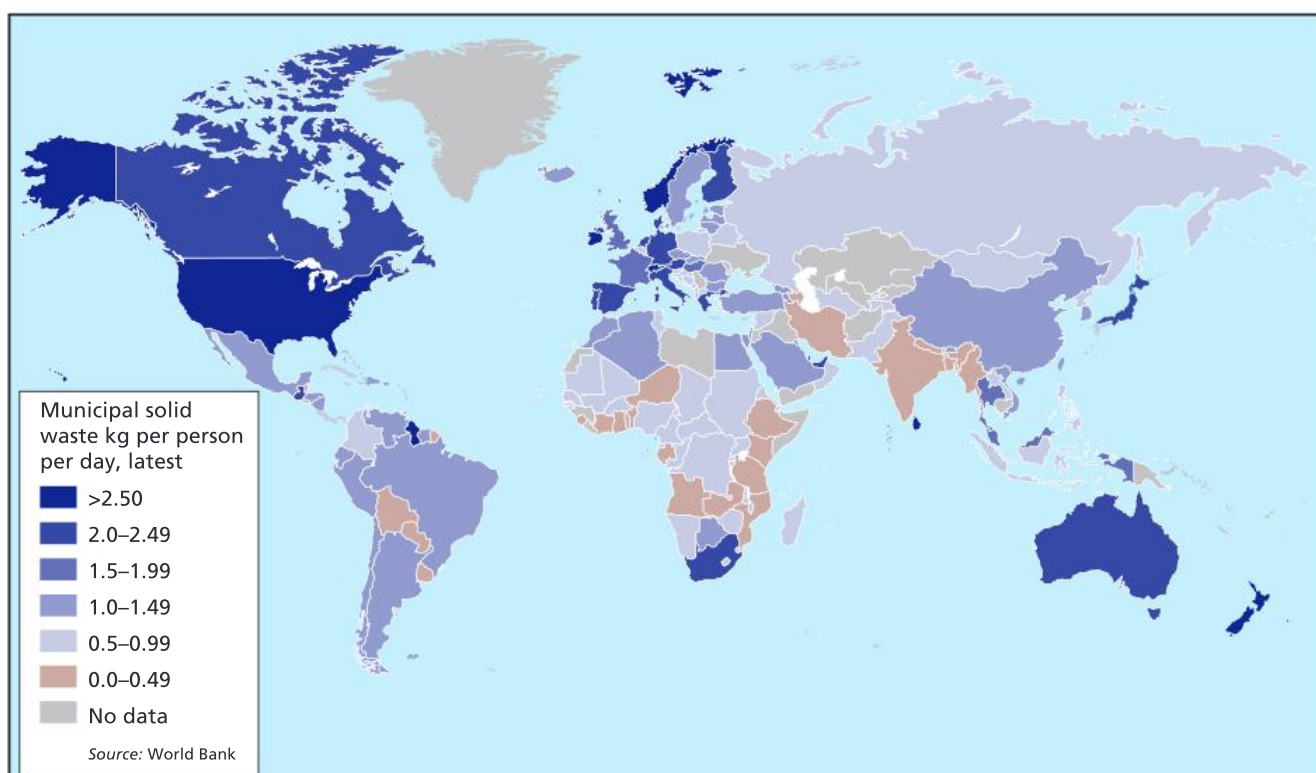 Municipal solid
waste kg per person
per day, latest
>2.50
2.0–2.49
1.5–1.99
1.0–1.49
0.5–0.99
0.0–0.49
No data
Source: World Bank